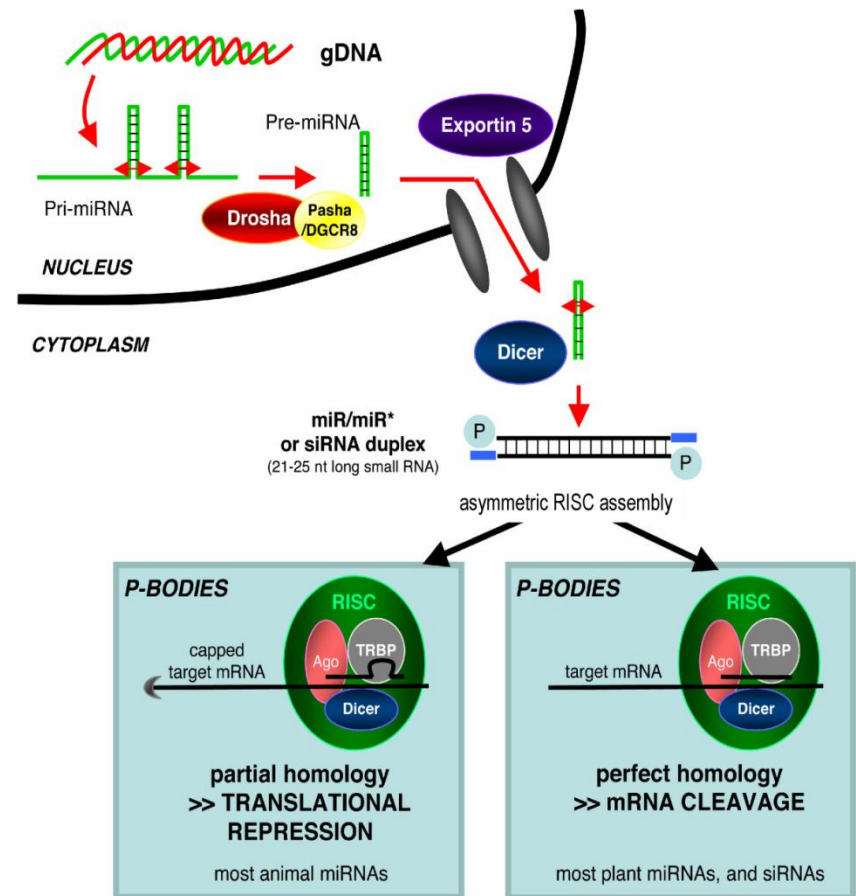 gDNA
Pre-miRNA
Exportin 5
Pri-miRNA
Drosha
Pasha
/DGCR8
NUCLEUS
CYTOPLASM
Dicer
miR/miR*
or siRNA duplex
(21-25 nt long small RNA)
P
P
asymmetric RISC assembly
P-BODIES
RISC
capped
target mRNA
Ago
TRBP
Dicer
partial homology
>> TRANSLATIONAL
REPRESSION
most animal miRNAs
P-BODIES
RISC
target mRNA
Ago
TRBP
Dicer
perfect homology
>> mRNA CLEAVAGE
most plant miRNAs, and siRNAs